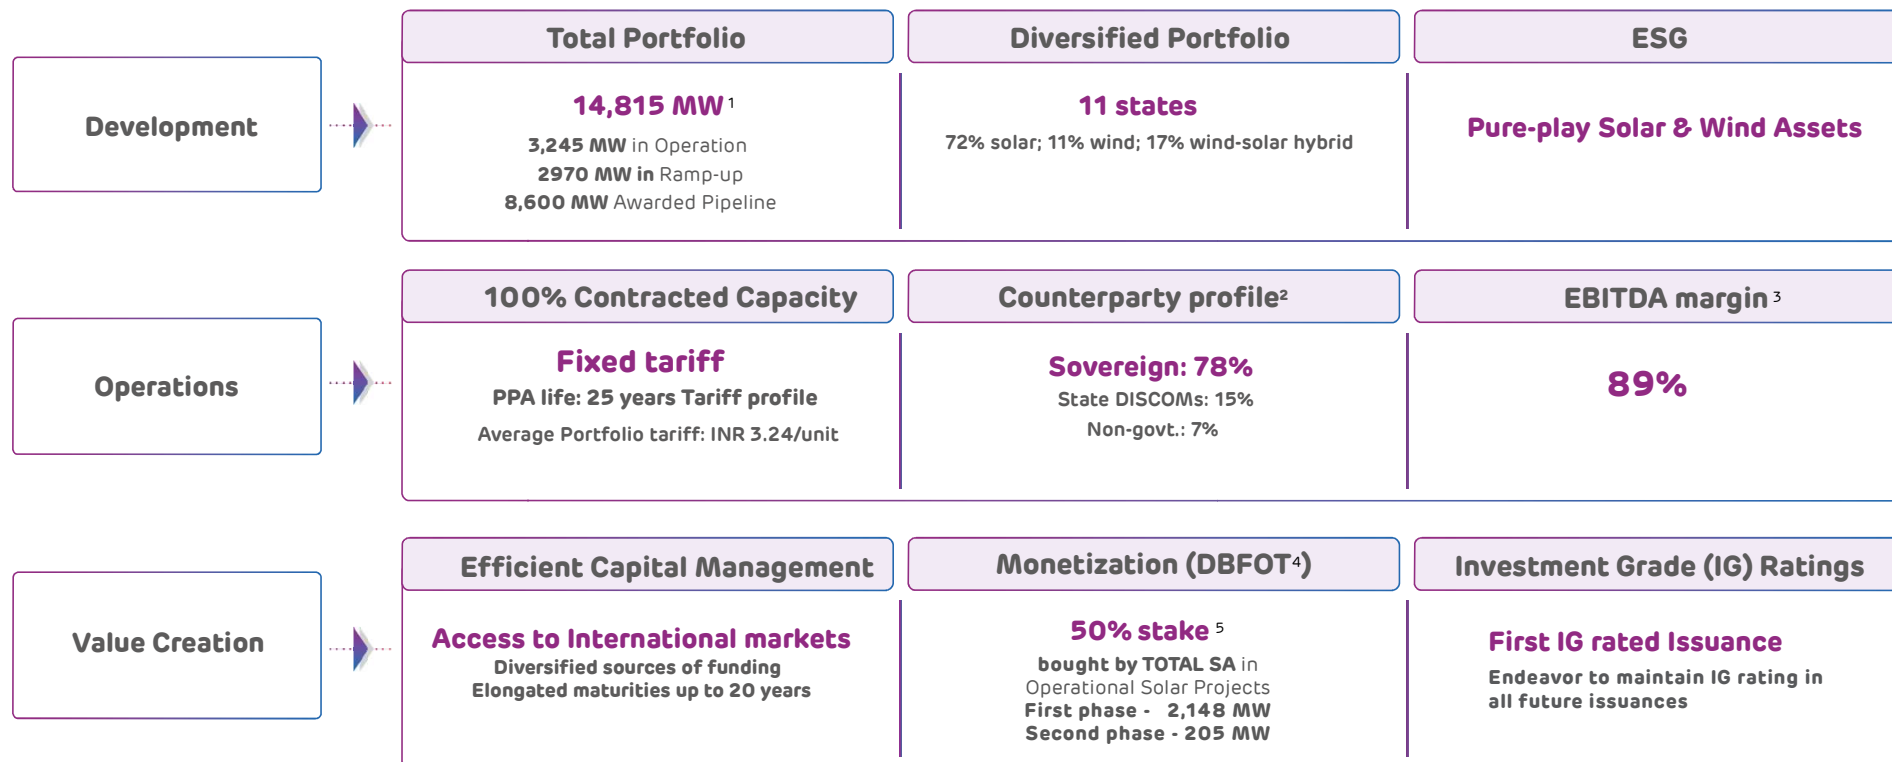 Development
Total Portfolio
14,815 MW 1
3,245 MW in Operation
2970 MW in Ramp-up
8,600 MW Awarded Pipeline
Diversified Portfolio
11 states
72% solar; 11% wind; 17% wind-solar hybrid
ESG
Pure-play Solar & Wind Assets
Operations
100% Contracted Capacity
Fixed tariff
PPA life: 25 years Tariff profile
Average Portfolio tariff: INR 3.24/unit
Counterparty profile²
Sovereign: 78%
State DISCOMs: 15%
Non-govt.: 7%
EBITDA margin 3
89%
Value Creation
Efficient Capital Management
Access to International markets
Diversified sources of funding
Elongated maturities up to 20 years
Monetization (DBFOT4)
50% stake 5
bought by TOTAL SA in
Operational Solar Projects
First phase - 2,148 MW
Second phase - 205 MW
Investment Grade (IG) Ratings
First IG rated Issuance
Endeavor to maintain IG rating in
all future issuances